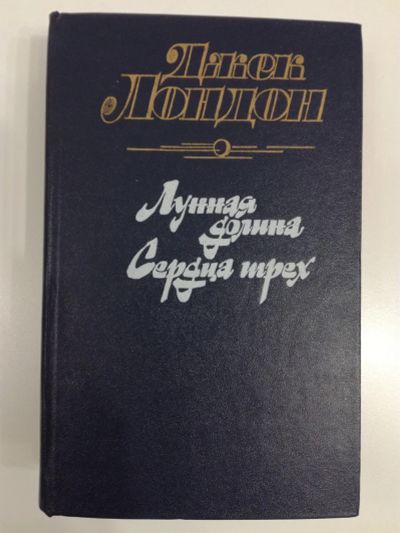 Джек
Лондон
Лунная
долина
Сердца трех